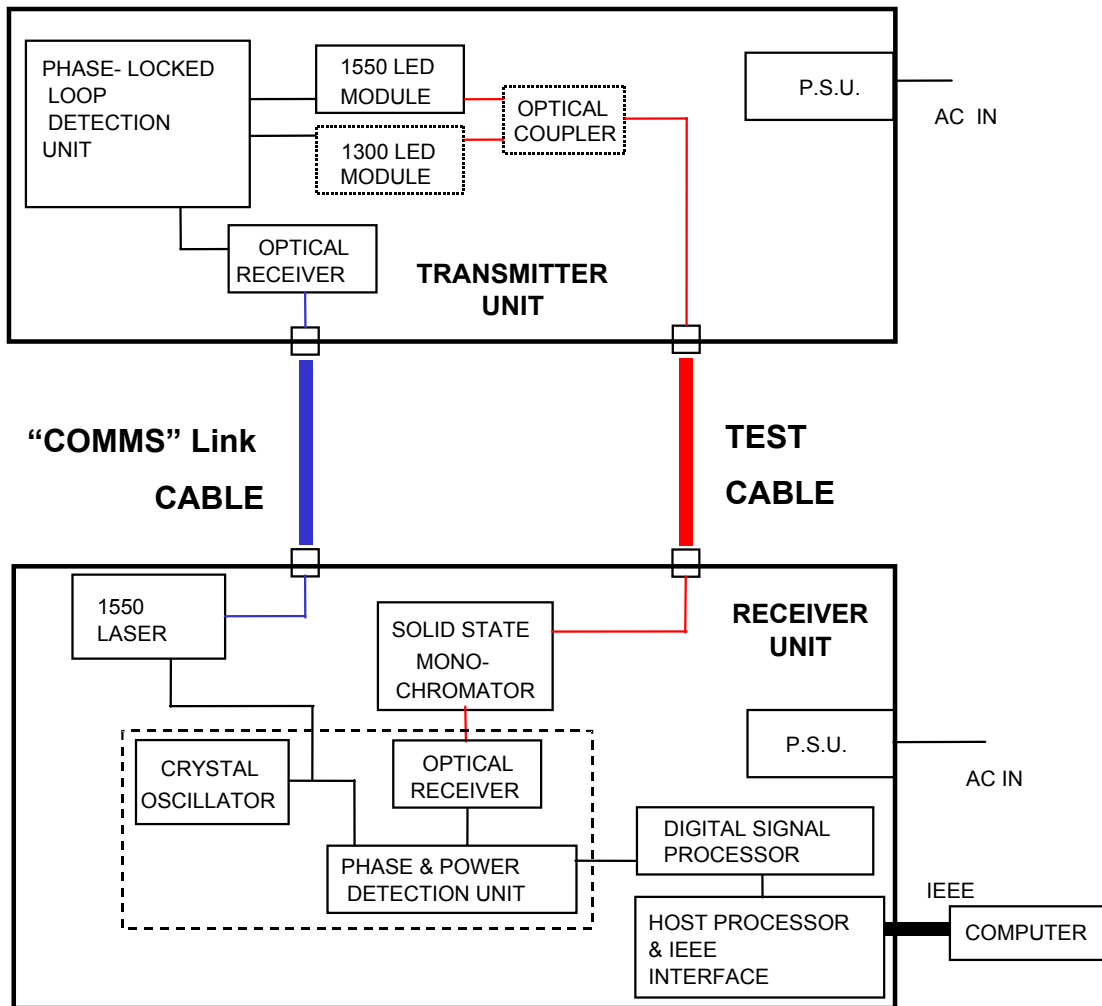 PHASE- LOCKED
LOOP
DETECTION
UNIT
1550 LED
MODULE
1300 LED
MODULE
OPTICAL
COUPLER
P.S.U.
AC IN
OPTICAL
RECEIVER
TRANSMITTER
UNIT
“COMMS” Link
CABLE
TEST
CABLE
1550
LASER
SOLID STATE
MONO-
CHROMATOR
RECEIVER
UNIT
P.S.U.
AC IN
CRYSTAL
OSCILLATOR
OPTICAL
RECEIVER
PHASE & POWER
DETECTION UNIT
DIGITAL SIGNAL
PROCESSOR
HOST PROCESSOR
& IEEE
INTERFACE
IEEE
COMPUTER